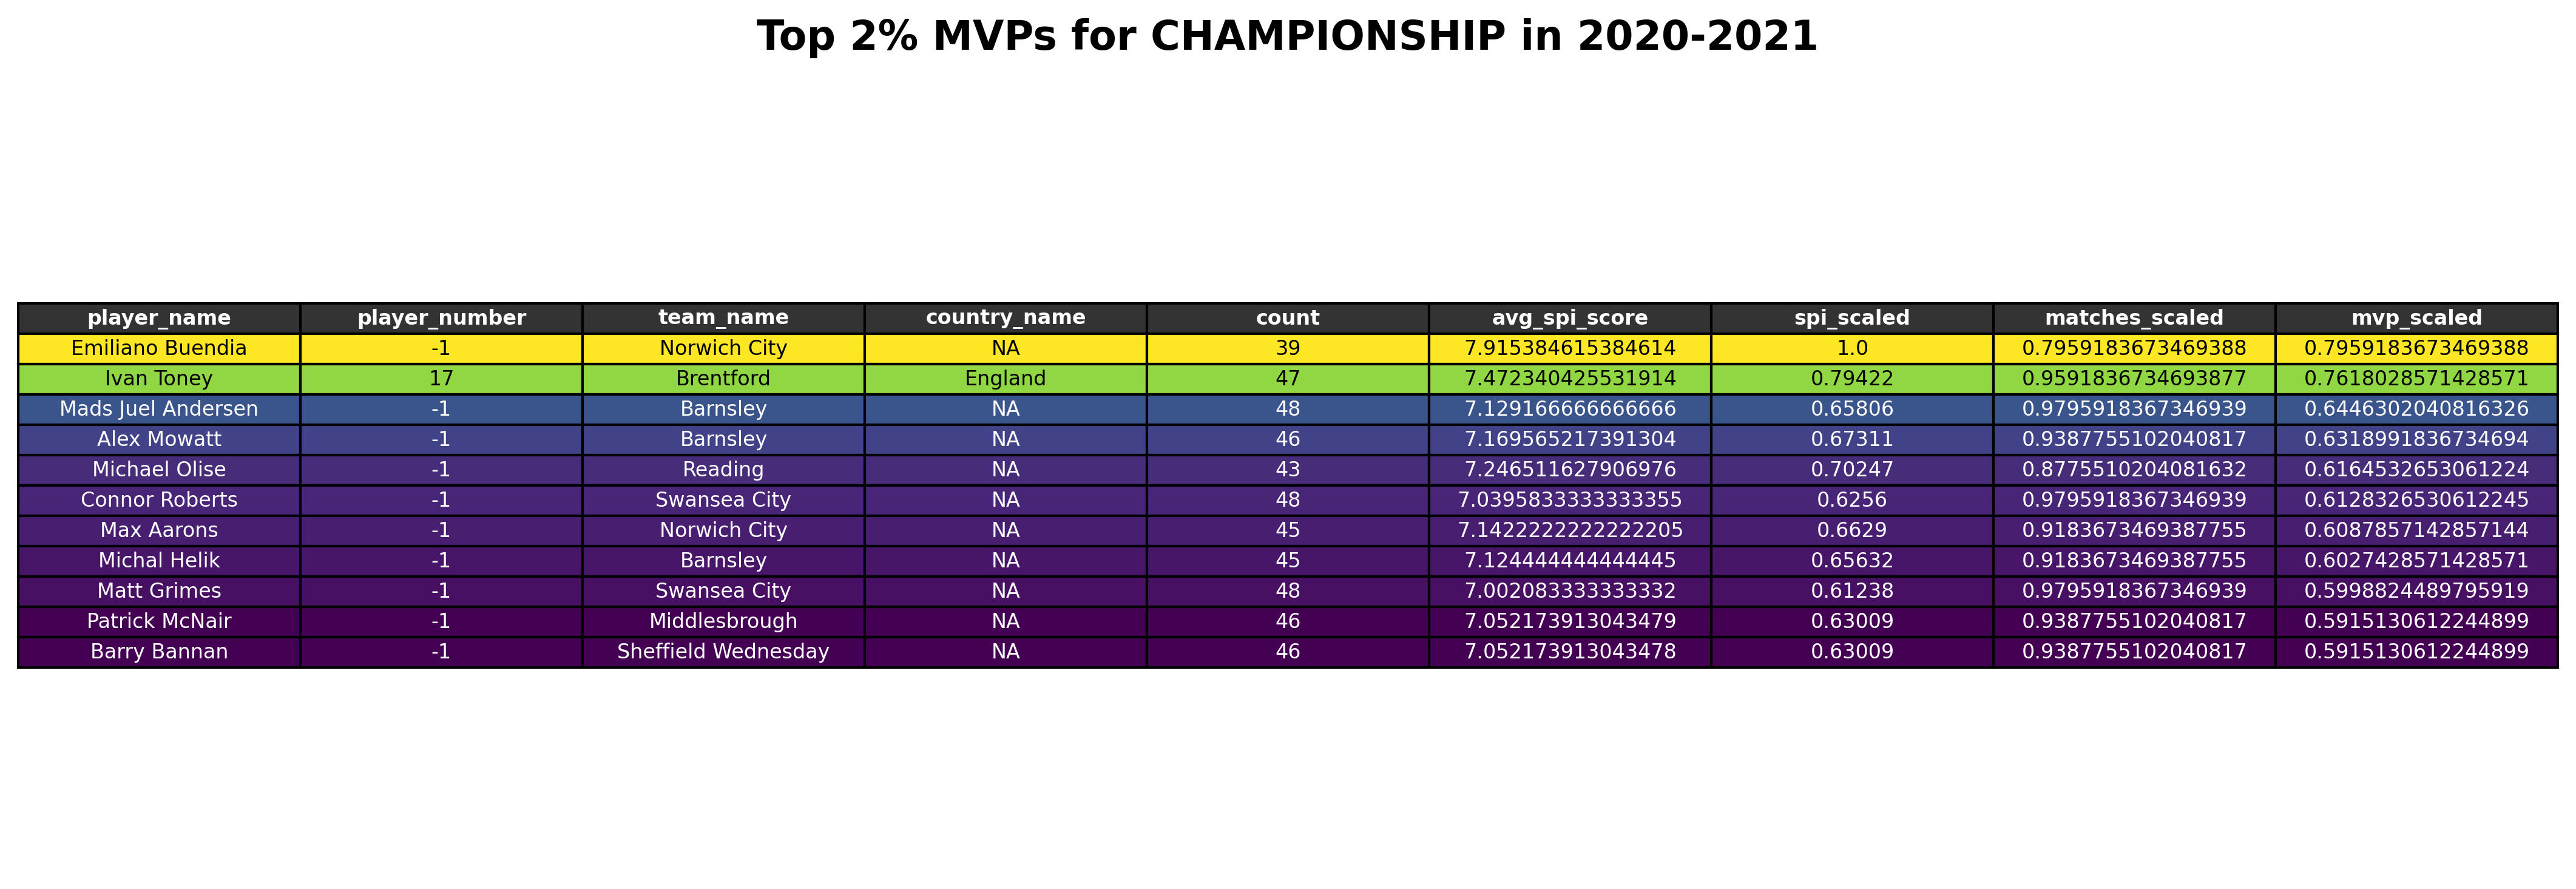 Top 2% MVPs for CHAMPIONSHIP in 2020-2021
player_name player_number team_name country_name count avg_spi_score spi_scaled matches_scaled mvp_scaled
Emiliano Buendia -1 Norwich City NA 39 7.915384615384614 1.0 0.7959183673469388 0.7959183673469388
Ivan Toney 17 Brentford England 47 7.472340425531914 0.79422 0.9591836734693877 0.7618028571428571
Mads Juel Andersen -1 Barnsley NA 48 7.129166666666666 0.65806 0.9795918367346939 0.6446302040816326
Alex Mowatt -1 Barnsley NA 46 7.169565217391304 0.67311 0.9387755102040817 0.6318991836734694
Michael Olise -1 Reading NA 43 7.246511627906976 0.70247 0.8775510204081632 0.6164532653061224
Connor Roberts -1 Swansea City NA 48 7.0395833333333355 0.6256 0.9795918367346939 0.6128326530612245
Max Aarons -1 Norwich City NA 45 7.1422222222222205 0.6629 0.9183673469387755 0.6087857142857144
Michal Helik -1 Barnsley NA 45 7.124444444444445 0.65632 0.9183673469387755 0.6027428571428571
Matt Grimes -1 Swansea City NA 48 7.002083333333332 0.61238 0.9795918367346939 0.5998824489795919
Patrick McNair -1 Middlesbrough NA 46 7.052173913043479 0.63009 0.9387755102040817 0.5915130612244899
Barry Bannan -1 Sheffield Wednesday NA 46 7.052173913043478 0.63009 0.9387755102040817 0.5915130612244899